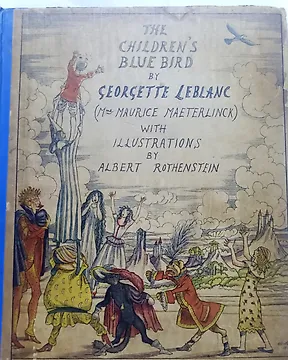 THE
CHILDREN'S
BLUE BIRD
BY
GEORGETTE LEBLANC
(MME MAURICE MAETERLINCK)
WITH
ILLUSTRATIONS
BY
ALBERT ROTHENSTEIN